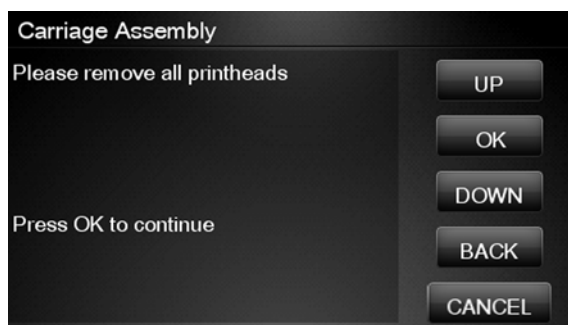 Carriage Assembly
Please remove all printheads
Press OK to continue
UP
OK
DOWN
BACK
CANCEL